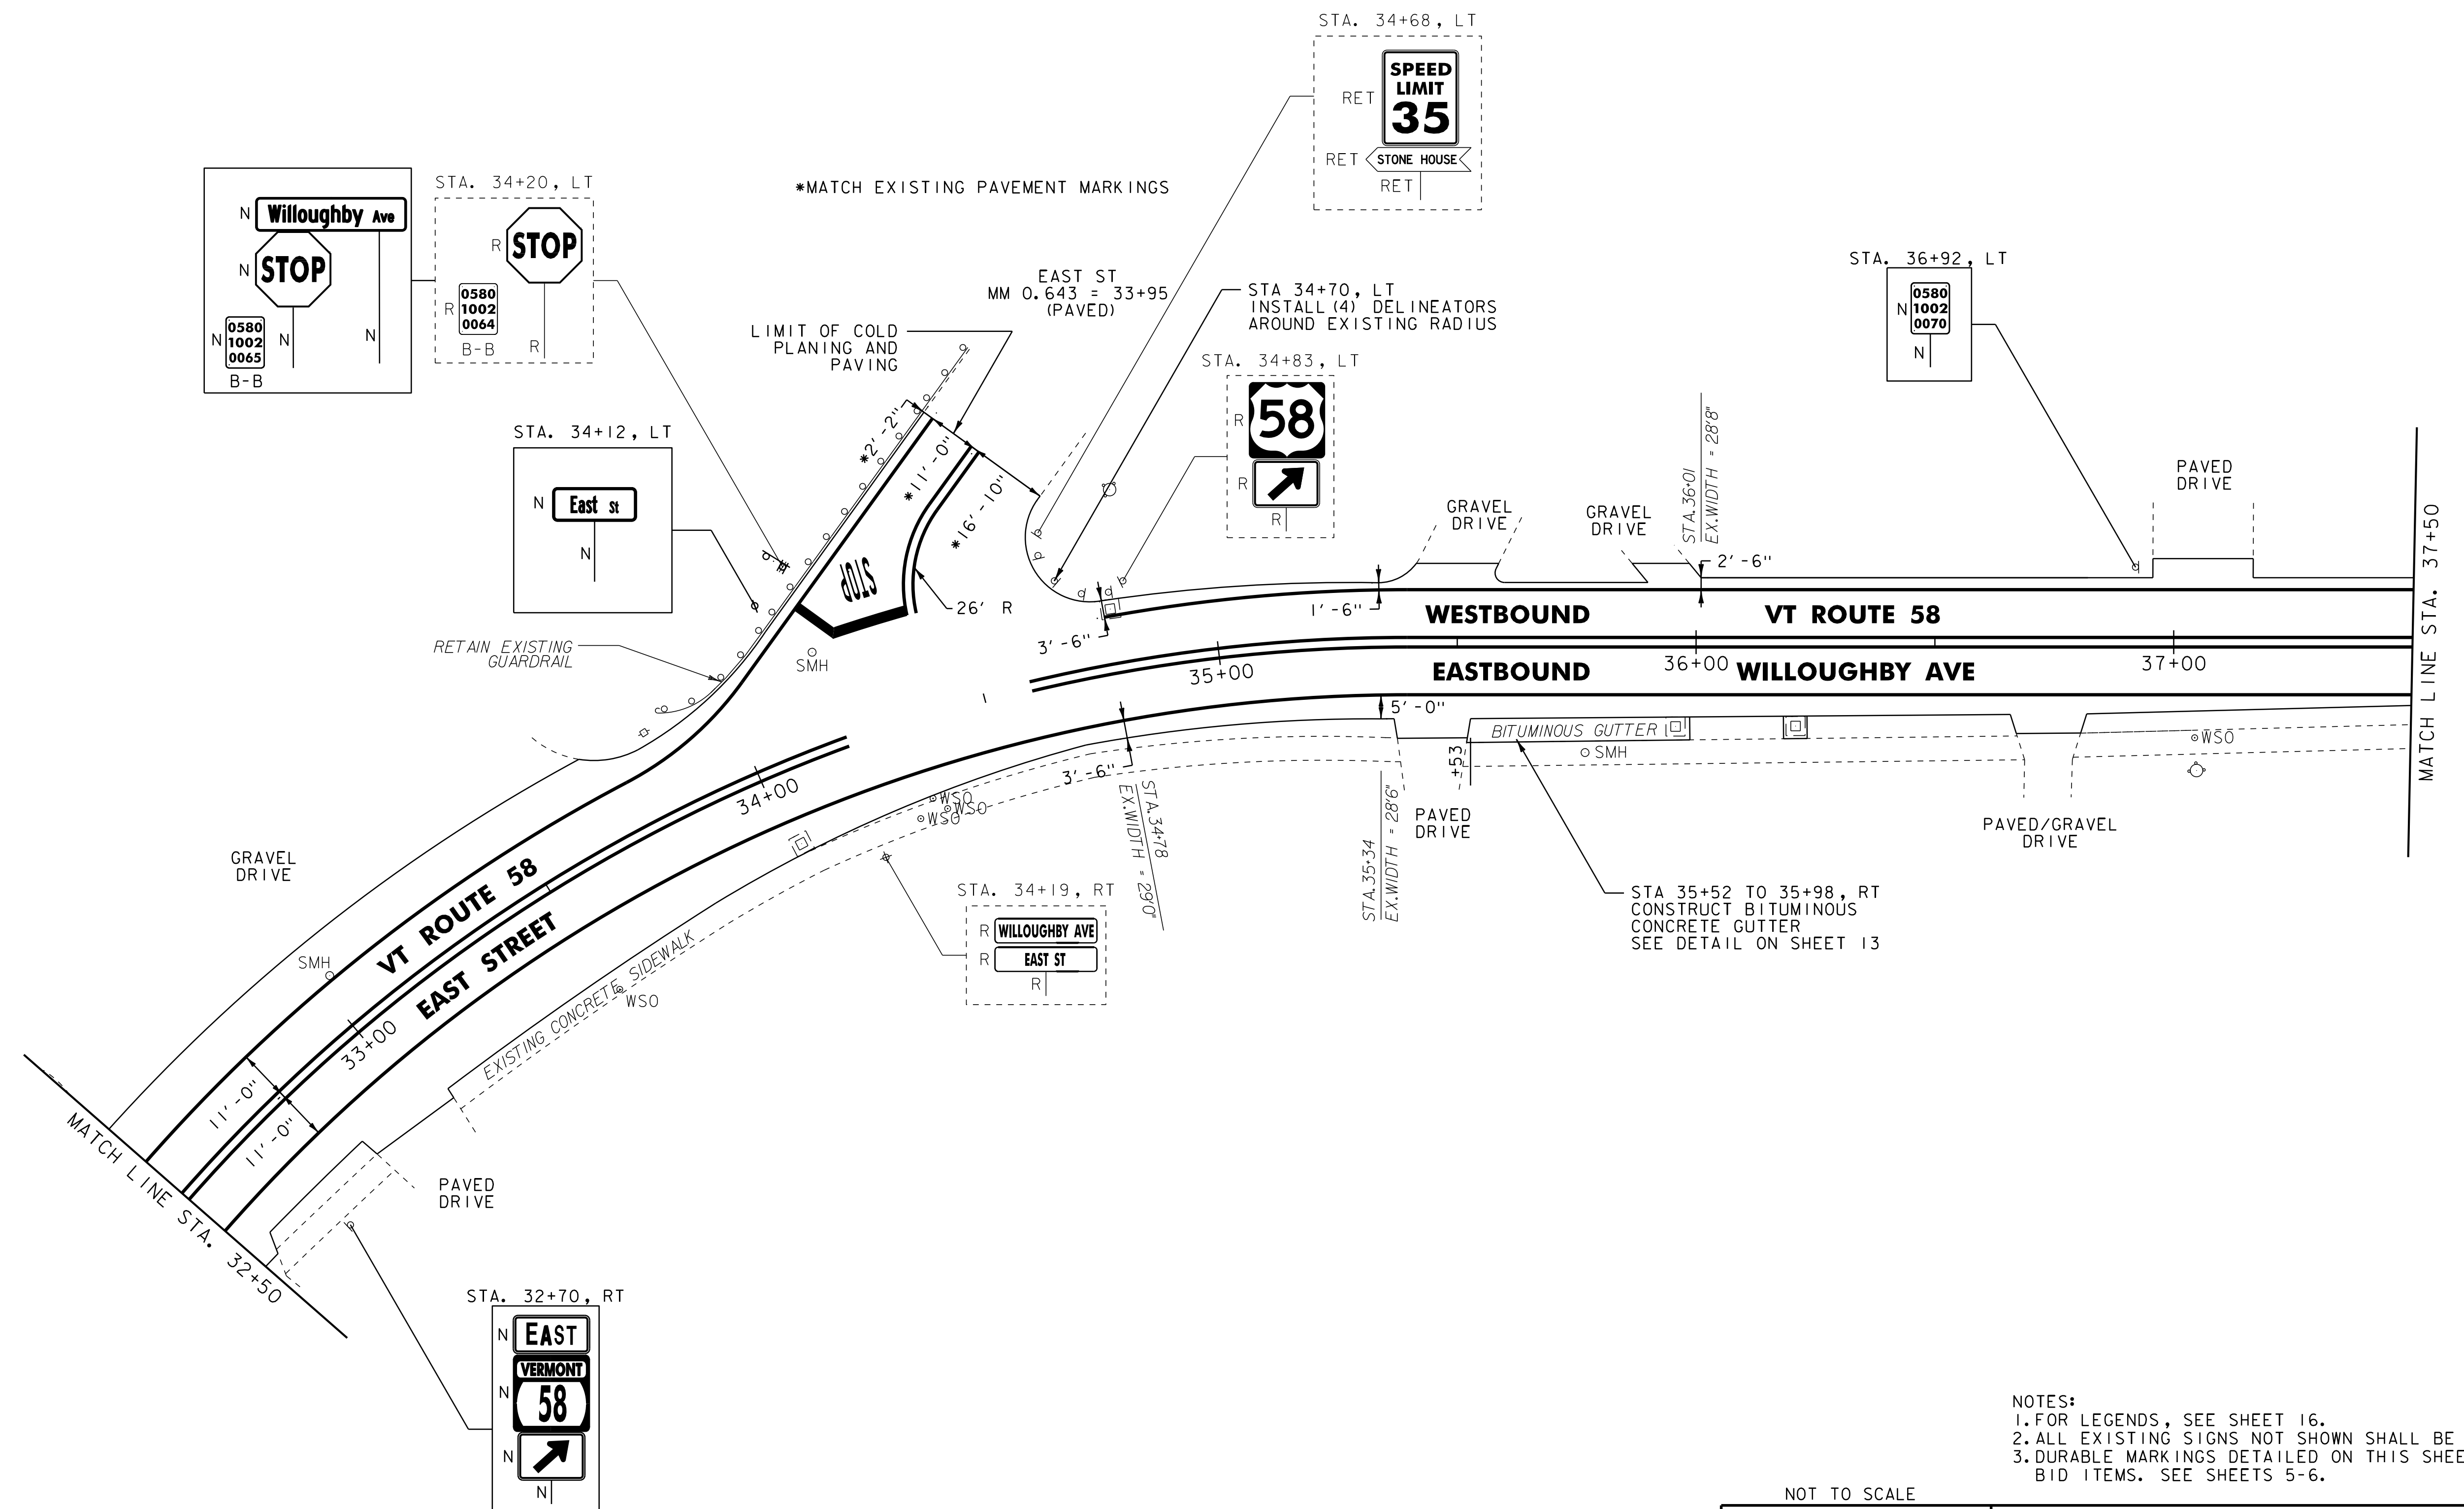 STA. 34+68, LT
SPEED
LIMIT
35
RET
RET
STONE HOUSE
RET
N
Willoughby Ave
N
STOP
N
0580
1002
0065
N
N
B-B
STA. 34+20, LT
R
STOP
R
0580
1002
0064
B-B
R
*MATCH EXISTING PAVEMENT MARKINGS
EAST ST
MM 0.643 = 33+95
(PAVED)
LIMIT OF COLD
PLANING AND
PAVING
STA 34+70, LT
INSTALL (4) DELINEATORS
AROUND EXISTING RADIUS
STA. 34+83, LT
R
58
R
R
STA. 36+92, LT
N
0580
1002
0070
N
STA. 34+12, LT
N
East St
N
*2'-2"
*11'-0"
*16'-10"
STOP
26' R
SMH
RETAIN EXISTING
GUARDRAIL
GRAVEL
DRIVE
GRAVEL
DRIVE
STA.36+01
EX.WIDTH = 28'8"
2'-6"
PAVED
DRIVE
MATCH LINE STA. 37+50
1'-6"
3'-6"
WESTBOUND
VT ROUTE 58
35+00
36+00
37+00
EASTBOUND
WILLOUGHBY AVE
5'-0"
BITUMINOUS GUTTER
SMH
+53
WSO
3'-6"
STA.34+78
EX.WIDTH = 29'0"
STA.35+34
EX.WIDTH = 28'6"
PAVED
DRIVE
PAVED/GRAVEL
DRIVE
34+00
WSO
WSO
WSO
STA 35+52 TO 35+98, RT
CONSTRUCT BITUMINOUS
CONCRETE GUTTER
SEE DETAIL ON SHEET 13
STA. 34+19, RT
R
WILLOUGHBY AVE
R
EAST ST
R
GRAVEL
DRIVE
SMH
VT ROUTE 58
EAST STREET
33+00
EXISTING CONCRETE SIDEWALK
WSO
11'-0"
11'-0"
MATCH LINE STA. 32+50
PAVED
DRIVE
STA. 32+70, RT
N
EAST
N
VERMONT
58
N
N
NOTES:
1. FOR LEGENDS, SEE SHEET 16.
2. ALL EXISTING SIGNS NOT SHOWN SHALL BE
3. DURABLE MARKINGS DETAILED ON THIS SHEE
BID ITEMS. SEE SHEETS 5-6.
NOT TO SCALE